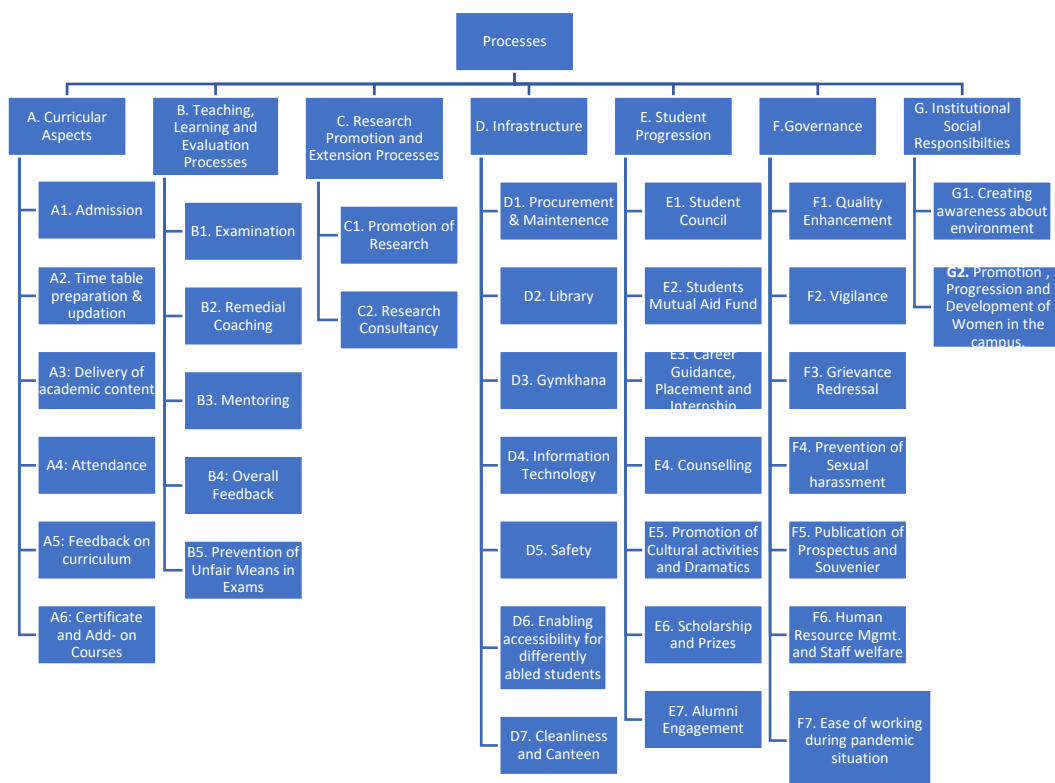 Processes
A. Curricular
Aspects
A1. Admission
A2. Time table
preparation &
updation
A3: Delivery of
academic content
A4: Attendance
A5: Feedback on
curriculum
A6: Certificate
and Add- on
Courses
B. Teaching,
Learning and
Evaluation
Processes
B1. Examination
B2. Remedial
Coaching
B3. Mentoring
B4: Overall
Feedback
B5. Prevention of
Unfair Means in
Exams
C. Research
Promotion and
Extension Processes
C1. Promotion of
Research
C2. Research
Consultancy
D. Infrastructure
D1. Procurement
& Maintenence
D2. Library
D3. Gymkhana
D4. Information
Technology
D5. Safety
D6. Enabling
accessibility for
differently
abled students
D7. Cleanliness
and Canteen
E. Student
Progression
E1. Student
Council
E2. Students
Mutual Aid Fund
E3. Career
Guidance,
Placement and
Internship
E4. Counselling
E5. Promotion of
Cultural activities
and Dramatics
E6. Scholarship
and Prizes
E7. Alumni
Engagement
F.Governance
F1. Quality
Enhancement
F2. Vigilance
F3. Grievance
Redressal
F4. Prevention of
Sexual
harassment
F5. Publication of
Prospectus and
Souvenier
F6. Human
Resource Mgmt.
and Staff welfare
F7. Ease of working
during pandemic
situation
G. Institutional
Social
Responsibilties
G1. Creating
awareness about
environment
G2. Promotion ,
Progression and
Development of
Women in the
campus.